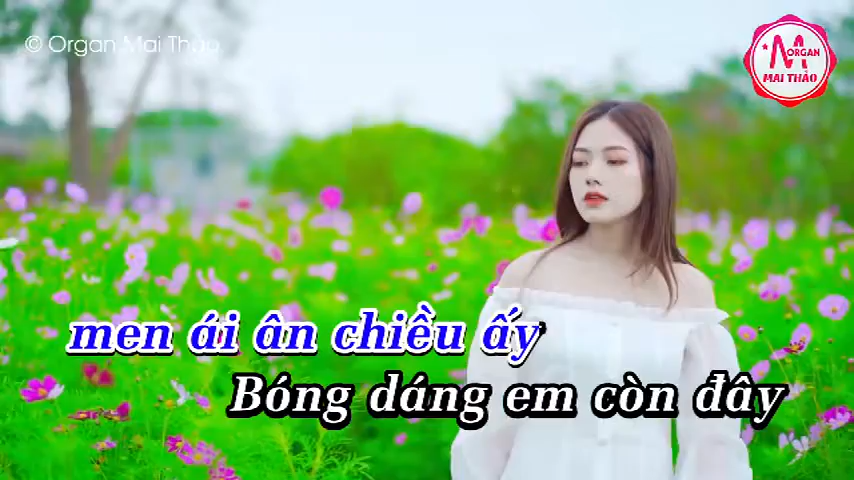 © Organ Mai Thảo
ORGAN
MAI THẢO
men ái ân chiều ấy
Bóng dáng em còn đây